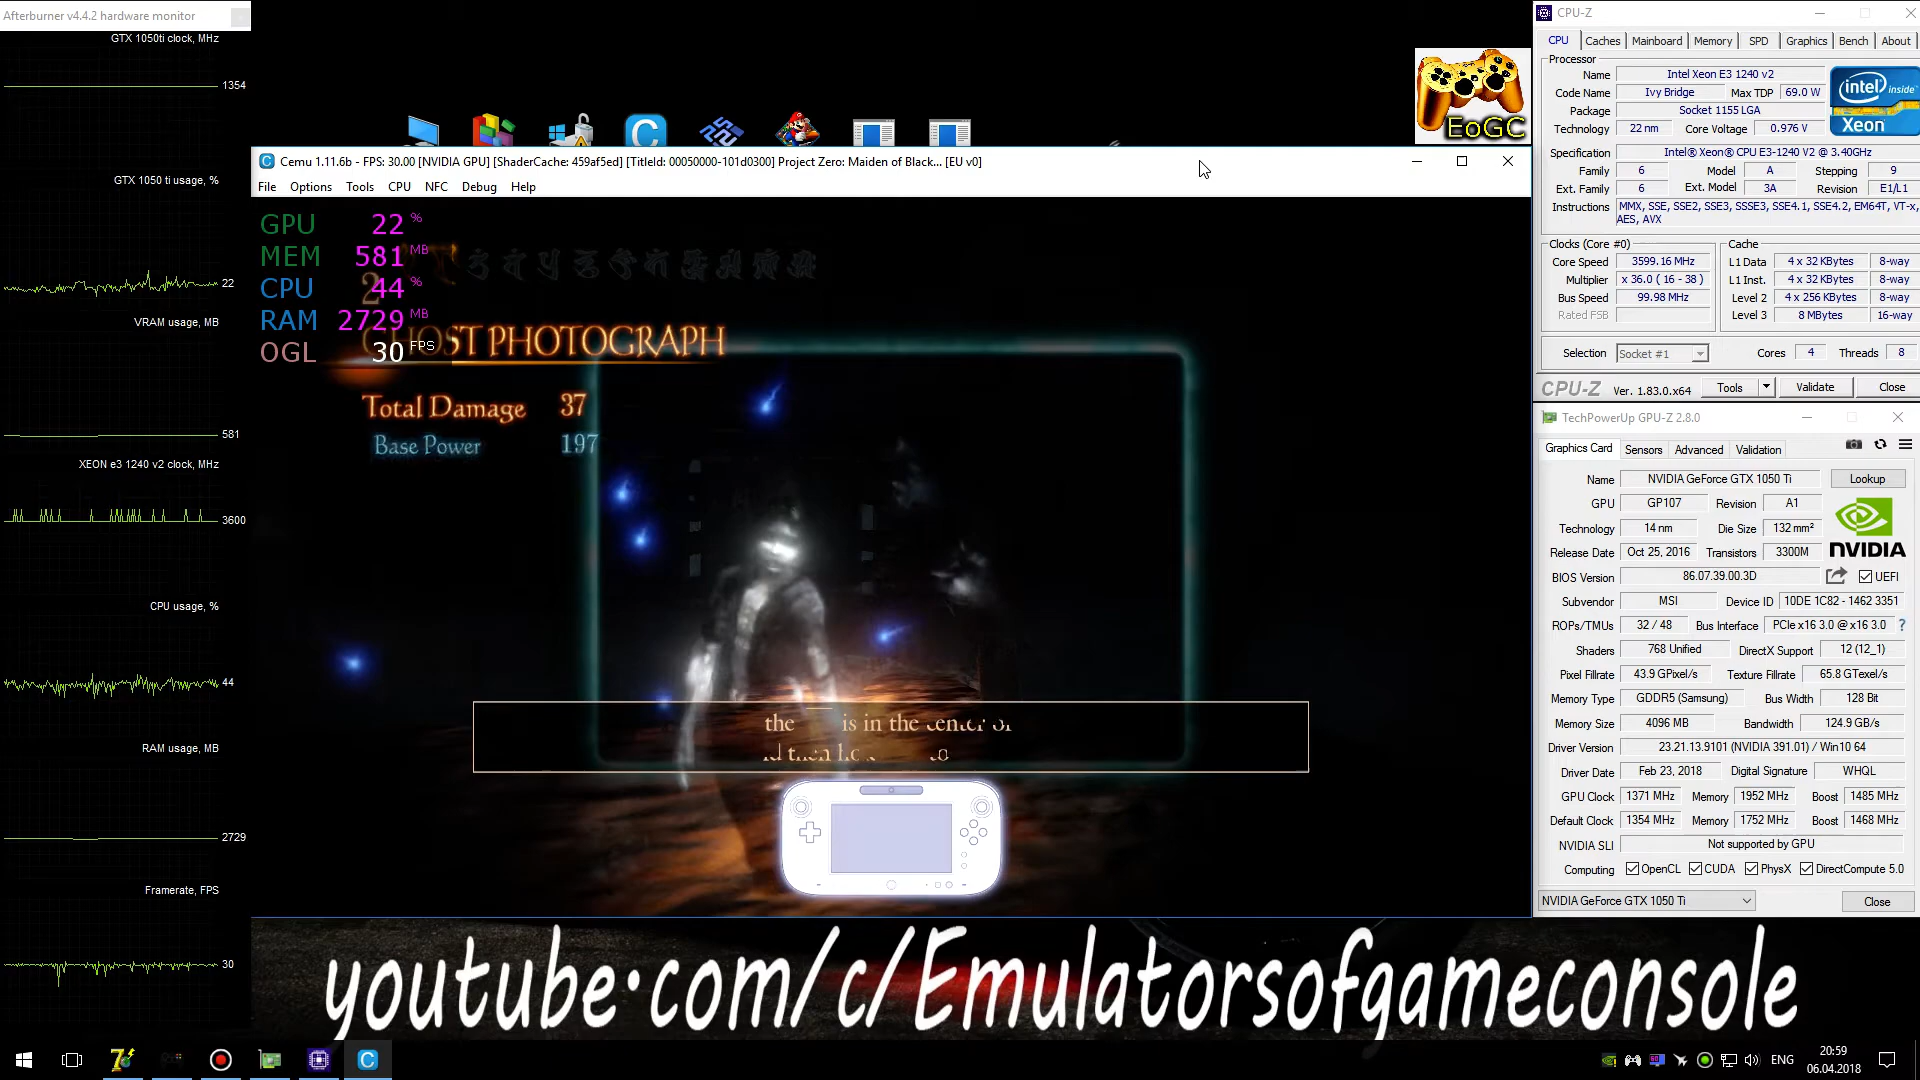 Afterburner v4.4.2 hardware monitor
GTX 1050ti clock, MHz
1354
GTX 1050 ti usage, %
22
VRAM usage, MB
581
XEON e3 1240 v2 clock, MHz
3600
CPU usage, %
44
RAM usage, MB
2729
Framerate, FPS
30
EoGC
Cemu 1.11.6b - FPS: 30.00 [NVIDIA GPU] [ShaderCache: 459af5ed] [TitleId: 00050000-101d0300] Project Zero: Maiden of Black... [EU v0]
File Options Tools CPU NFC Debug Help
GPU 22 %
MEM 581 MB
CPU 44 %
RAM 2729 MB
OGL 30 FPS
GHOST PHOTOGRAPH
Total Damage 37
Base Power 197
the is in the center of
youtube.com/c/Emulatorsofgameconsole
CPU-Z
CPU Caches Mainboard Memory SPD Graphics Bench About
Processor
Name Intel Xeon E3 1240 v2
Code Name Ivy Bridge Max TDP 69.0 W
Package Socket 1155 LGA
Technology 22 nm Core Voltage 0.976 V
intel inside
Xeon
Specification Intel® Xeon® CPU E3-1240 V2 @ 3.40GHz
Family 6 Model A Stepping 9
Ext. Family 6 Ext. Model 3A Revision E1/L1
Instructions MMX, SSE, SSE2, SSE3, SSSE3, SSE4.1, SSE4.2, EM64T, VT-x,
AES, AVX
Clocks (Core #0)
Core Speed 3599.16 MHz
Multiplier x 36.0 ( 16 - 38 )
Bus Speed 99.98 MHz
Rated FSB
Cache
L1 Data 4 x 32 KBytes 8-way
L1 Inst. 4 x 32 KBytes 8-way
Level 2 4 x 256 KBytes 8-way
Level 3 8 MBytes 16-way
Selection Socket #1 Cores 4 Threads 8
CPU-Z Ver. 1.83.0.x64 Tools Validate Close
TechPowerUp GPU-Z 2.8.0
Graphics Card Sensors Advanced Validation
Name NVIDIA GeForce GTX 1050 Ti Lookup
GPU GP107 Revision A1
Technology 14 nm Die Size 132 mm²
Release Date Oct 25, 2016 Transistors 3300M
NVIDIA
BIOS Version 86.07.39.00.3D UEFI
Subvendor MSI Device ID 10DE 1C82 - 1462 3351
ROPs/TMUs 32 / 48 Bus Interface PCIe x16 3.0 @ x16 3.0 ?
Shaders 768 Unified DirectX Support 12 (12_1)
Pixel Fillrate 43.9 GPixel/s Texture Fillrate 65.8 GTexel/s
Memory Type GDDR5 (Samsung) Bus Width 128 Bit
Memory Size 4096 MB Bandwidth 124.9 GB/s
Driver Version 23.21.13.9101 (NVIDIA 391.01) / Win10 64
Driver Date Feb 23, 2018 Digital Signature WHQL
GPU Clock 1371 MHz Memory 1952 MHz Boost 1485 MHz
Default Clock 1354 MHz Memory 1752 MHz Boost 1468 MHz
NVIDIA SLI Not supported by GPU
Computing OpenCL CUDA PhysX DirectCompute 5.0
NVIDIA GeForce GTX 1050 Ti Close
ENG
20:59
06.04.2018